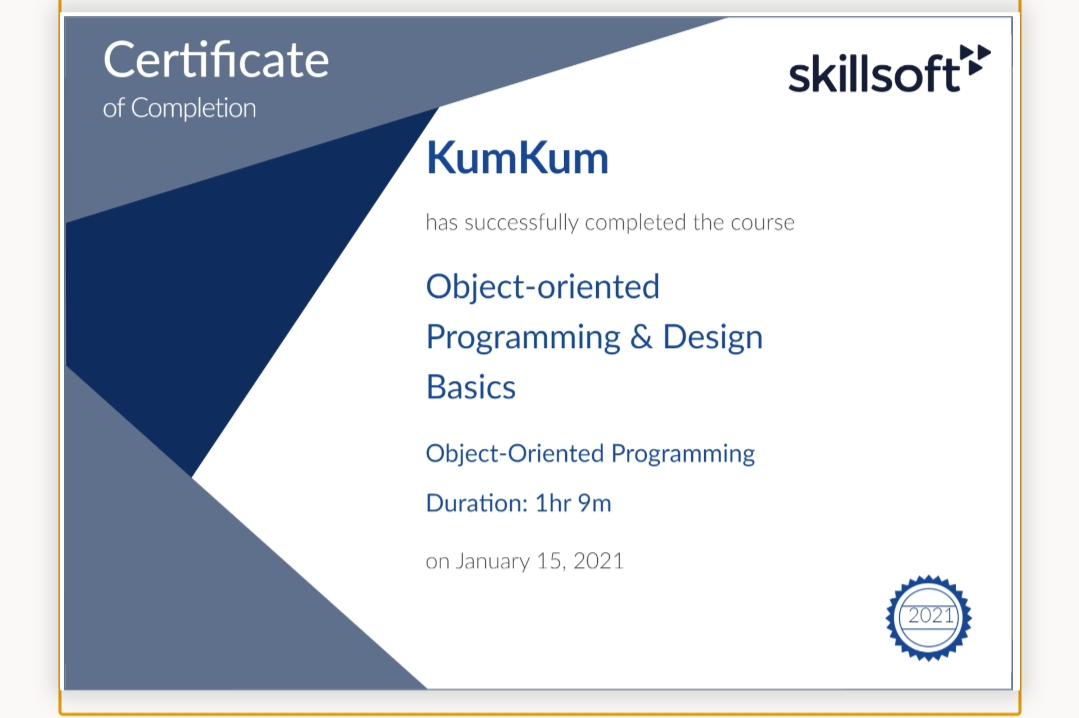 Certificate
of Completion
skillsoft
KumKum
has successfully completed the course
Object-oriented
Programming & Design
Basics
Object-Oriented Programming
Duration: 1hr 9m
on January 15, 2021
2021